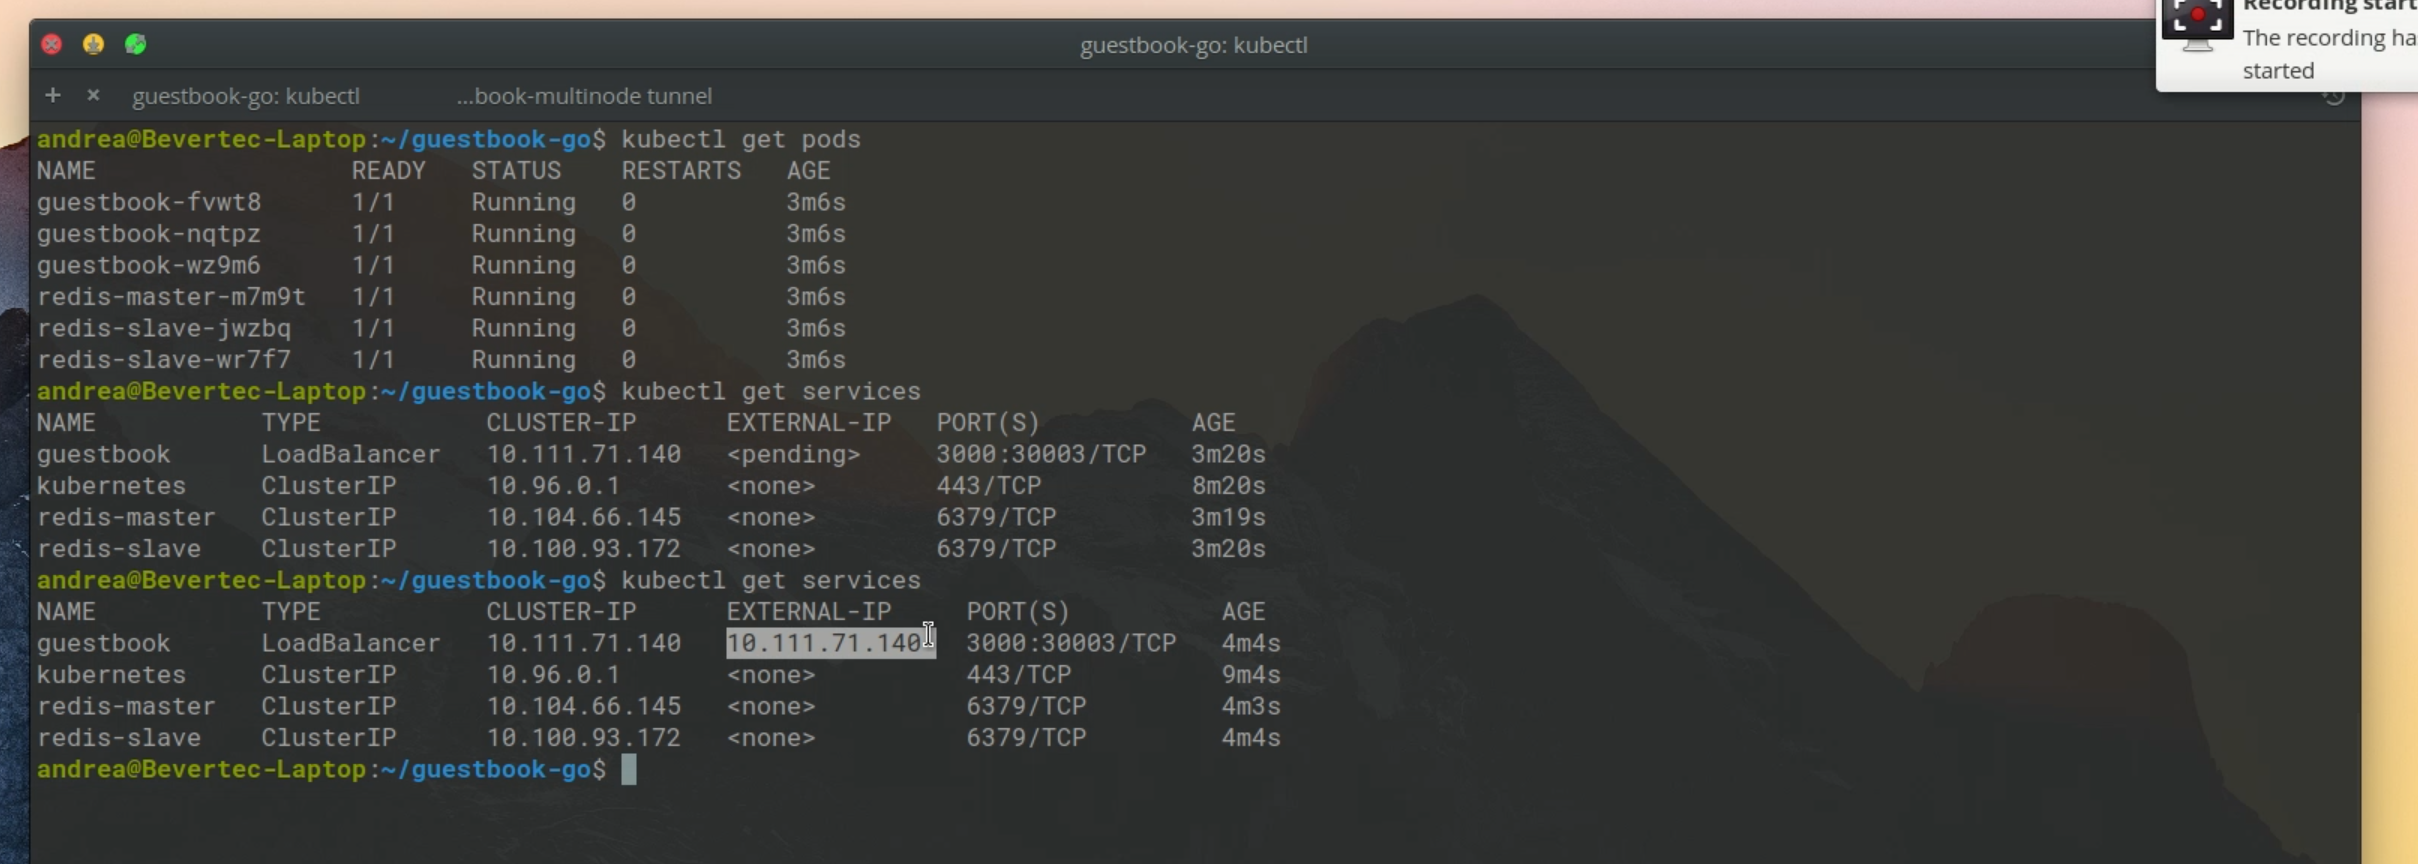 Recording start
The recording ha
started
guestbook-go: kubectl
guestbook-go: kubectl ...book-multinode tunnel
andrea@Bevertec-Laptop:~/guestbook-go$ kubectl get pods
NAME READY STATUS RESTARTS AGE
guestbook-fvwt8 1/1 Running 0 3m6s
guestbook-nqtpz 1/1 Running 0 3m6s
guestbook-wz9m6 1/1 Running 0 3m6s
redis-master-m7m9t 1/1 Running 0 3m6s
redis-slave-jwzbq 1/1 Running 0 3m6s
redis-slave-wr7f7 1/1 Running 0 3m6s
andrea@Bevertec-Laptop:~/guestbook-go$ kubectl get services
NAME TYPE CLUSTER-IP EXTERNAL-IP PORT(S) AGE
guestbook LoadBalancer 10.111.71.140 <pending> 3000:30003/TCP 3m20s
kubernetes ClusterIP 10.96.0.1 <none> 443/TCP 8m20s
redis-master ClusterIP 10.104.66.145 <none> 6379/TCP 3m19s
redis-slave ClusterIP 10.100.93.172 <none> 6379/TCP 3m20s
andrea@Bevertec-Laptop:~/guestbook-go$ kubectl get services
NAME TYPE CLUSTER-IP EXTERNAL-IP PORT(S) AGE
guestbook LoadBalancer 10.111.71.140 10.111.71.140 3000:30003/TCP 4m4s
kubernetes ClusterIP 10.96.0.1 <none> 443/TCP 9m4s
redis-master ClusterIP 10.104.66.145 <none> 6379/TCP 4m3s
redis-slave ClusterIP 10.100.93.172 <none> 6379/TCP 4m4s
andrea@Bevertec-Laptop:~/guestbook-go$